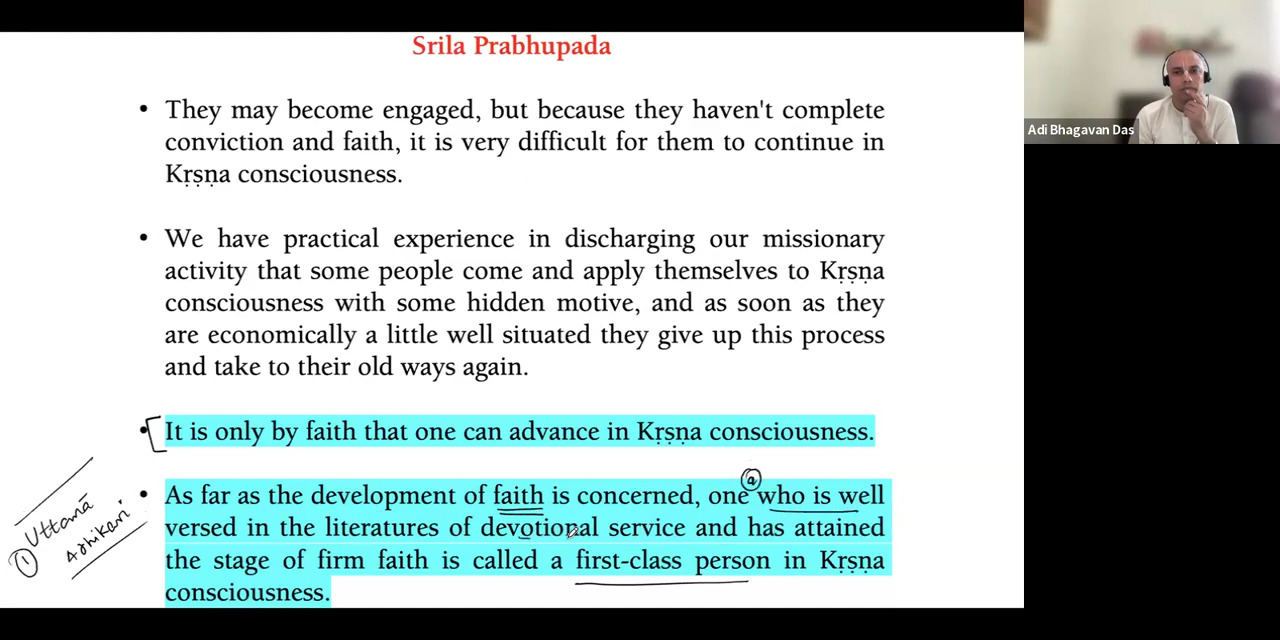 Srila Prabhupada
• They may become engaged, but because they haven't complete
conviction and faith, it is very difficult for them to continue in
Kṛṣṇa consciousness.
• We have practical experience in discharging our missionary
activity that some people come and apply themselves to Kṛṣṇa
consciousness with some hidden motive, and as soon as they
are economically a little well situated they give up this process
and take to their old ways again.
• It is only by faith that one can advance in Kṛṣṇa consciousness.
a
• As far as the development of faith is concerned, one who is well
versed in the literatures of devotional service and has attained
the stage of firm faith is called a first-class person in Kṛṣṇa
consciousness.
① Uttamā
Adhikari
Adi Bhagavan Das